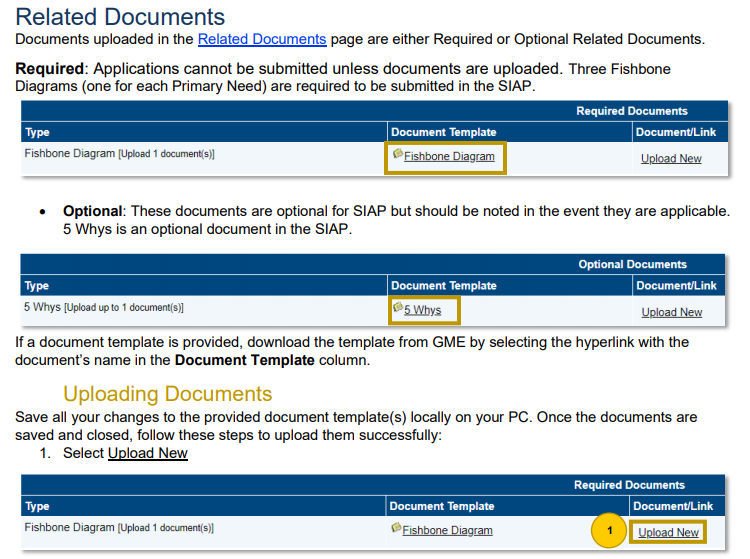 Related Documents
Documents uploaded in the Related Documents page are either Required or Optional Related Documents.
Required: Applications cannot be submitted unless documents are uploaded. Three Fishbone
Diagrams (one for each Primary Need) are required to be submitted in the SIAP.
Required Documents
Type Document Template Document/Link
Fishbone Diagram [Upload 1 document(s)] Fishbone Diagram Upload New
• Optional: These documents are optional for SIAP but should be noted in the event they are applicable.
5 Whys is an optional document in the SIAP.
Optional Documents
Type Document Template Document/Link
5 Whys [Upload up to 1 document(s)] 5 Whys Upload New
If a document template is provided, download the template from GME by selecting the hyperlink with the
document's name in the Document Template column.
Uploading Documents
Save all your changes to the provided document template(s) locally on your PC. Once the documents are
saved and closed, follow these steps to upload them successfully:
1. Select Upload New
Required Documents
Type Document Template Document/Link
Fishbone Diagram [Upload 1 document(s)] Fishbone Diagram 1 Upload New